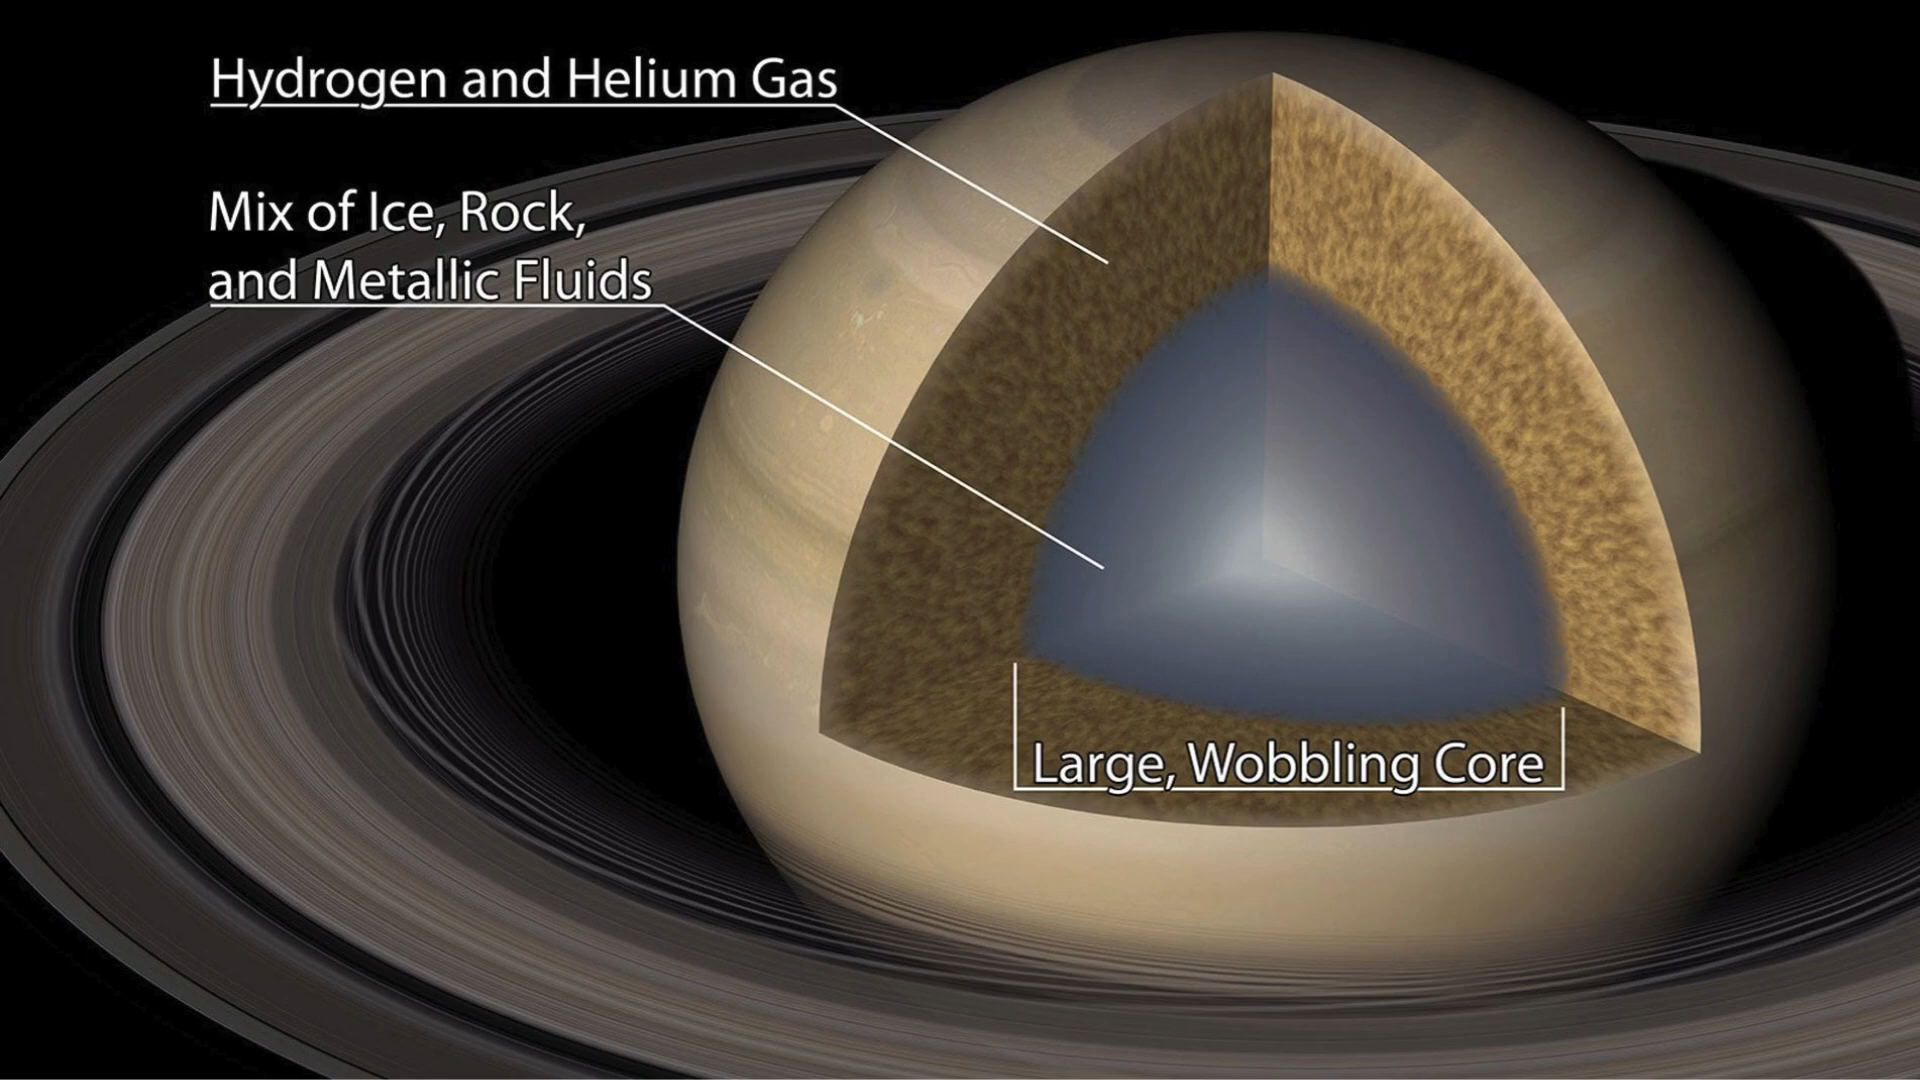 Hydrogen and Helium Gas
Mix of Ice, Rock,
and Metallic Fluids
Large, Wobbling Core